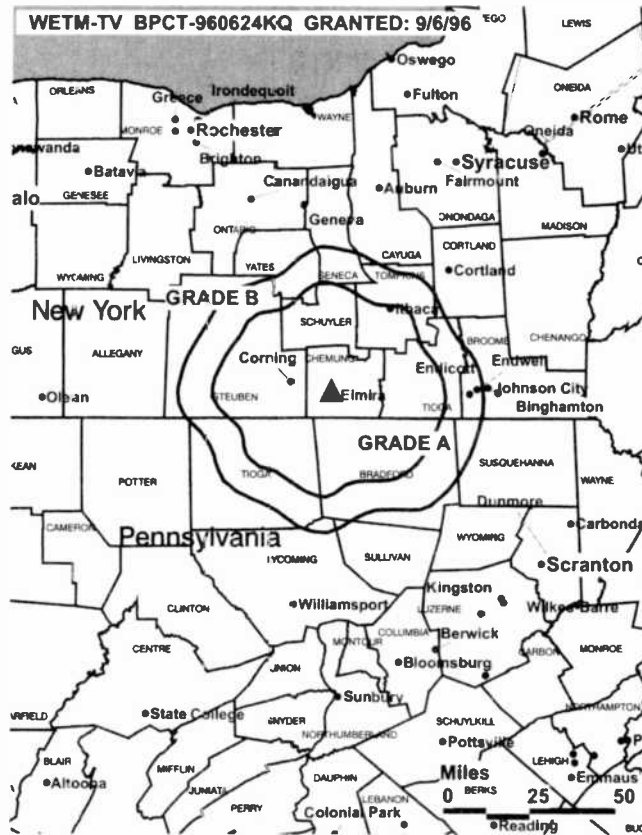 WETM-TV BPCT-960624KQ GRANTED: 9/6/96
LEWIS
Oswego
ORLEANS
Irondequoit
ONEIDA
Greece
Fulton
WAYNE
Rome
MONROE
Rochester
Oneida
Brighton
Syracuse
Batavia
Canandaigua
Auburn
Fairmount
GENESEE
Geneva
ONONDAGA
ONTARIO
MADISON
LIVINGSTON
CAYUGA
CORTLAND
WYOMING
YATES
SENECA
TOMPKINS
Cortland
GRADE B
New York
Ithaca
SCHUYLER
BROOME
CHENANGO
ALLEGANY
Corning
CHEMUNG
Endicott
Endwell
Olean
STEUBEN
Elmira
Johnson City
TIOGA
Binghamton
GRADE A
POTTER
TIOGA
BRADFORD
SUSQUEHANNA
WAYNE
Dunmore
CAMERON
Pennsylvania
WYOMING
Carbonda
LYCOMING
SULLIVAN
Scranton
CLINTON
Williamsport
Kingston
LUZERNE
Wilkes-Barre
CENTRE
COLUMBIA
MONTOUR
Berwick
MONROE
UNION
Bloomsburg
CARBON
Sunbury
State College
SNYDER
NORTHUMBERLAND
SCHUYLKILL
NORTHAMPTON
MIFFLIN
Pottsville
BLAIR
LEHIGH
Altoona
JUNIATA
DAUPHIN
Miles
Emmaus
PERRY
LEBANON
BERKS
0 25 50
Colonial Park
Reading